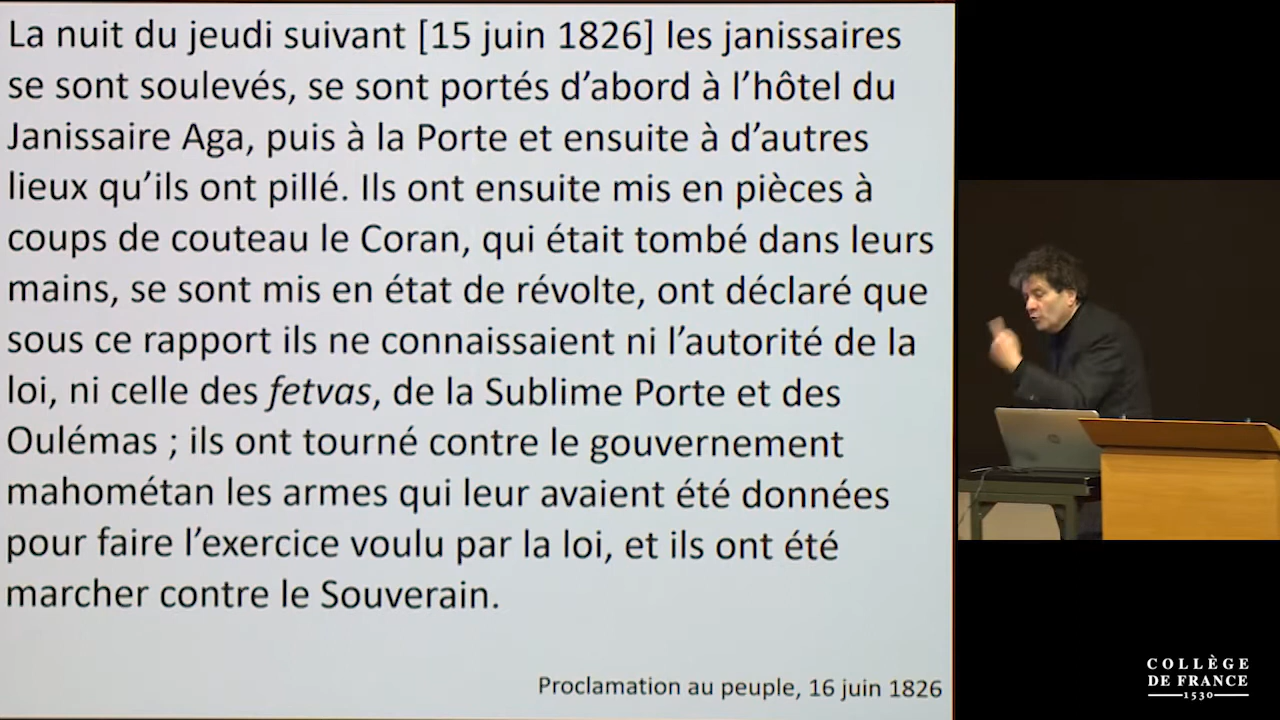 La nuit du jeudi suivant [15 juin 1826] les janissaires
se sont soulevés, se sont portés d’abord à l’hôtel du
Janissaire Aga, puis à la Porte et ensuite à d’autres
lieux qu’ils ont pillé. Ils ont ensuite mis en pièces à
coups de couteau le Coran, qui était tombé dans leurs
mains, se sont mis en état de révolte, ont déclaré que
sous ce rapport ils ne connaissaient ni l’autorité de la
loi, ni celle des fetvas, de la Sublime Porte et des
Oulémas ; ils ont tourné contre le gouvernement
mahométan les armes qui leur avaient été données
pour faire l’exercice voulu par la loi, et ils ont été
marcher contre le Souverain.
Proclamation au peuple, 16 juin 1826
COLLÈGE
DE FRANCE
1530